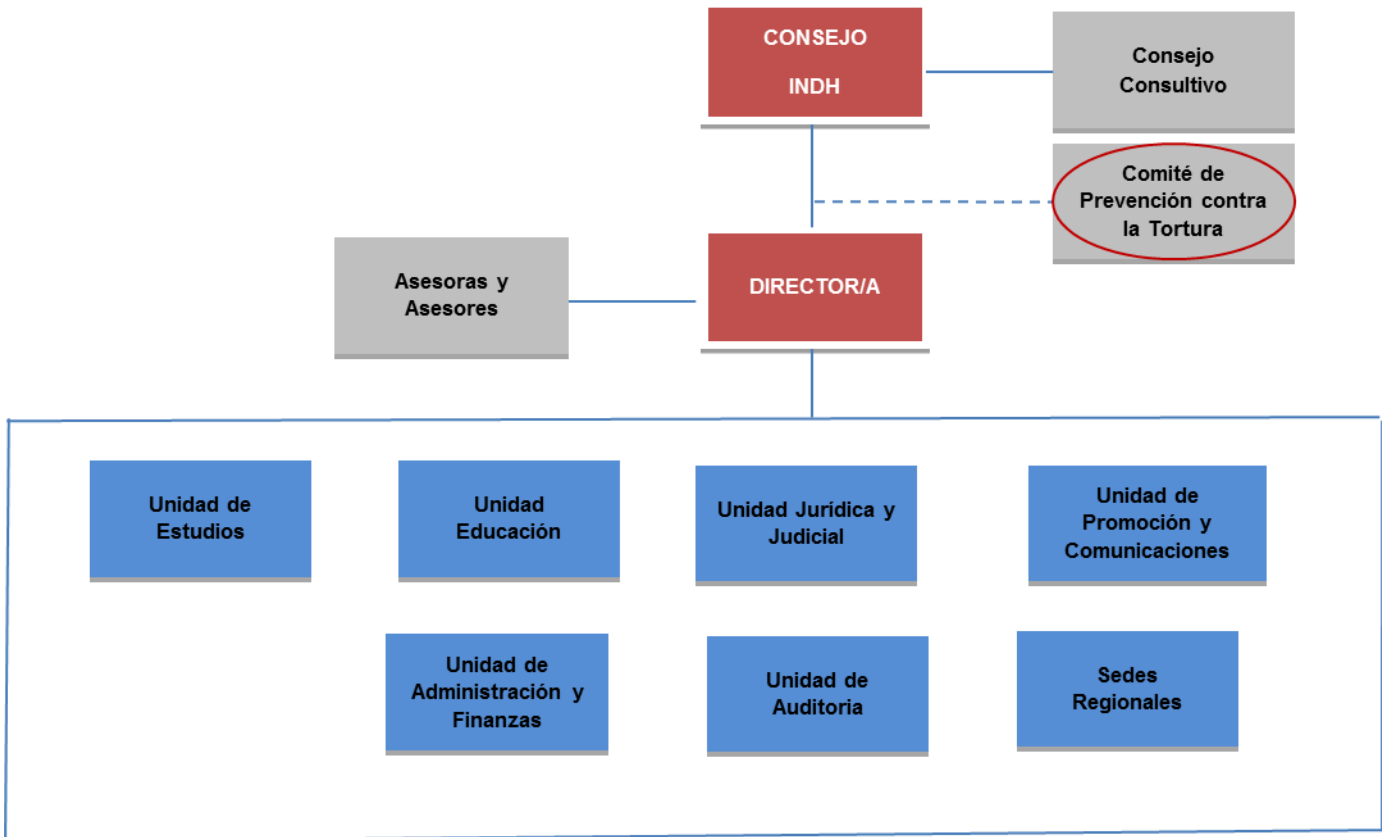 CONSEJO
INDH
Consejo
Consultivo
Comité de
Prevención contra
la Tortura
Asesoras y
Asesores
DIRECTOR/A
Unidad de
Estudios
Unidad
Educación
Unidad Jurídica y
Judicial
Unidad de
Promoción y
Comunicaciones
Unidad de
Administración y
Finanzas
Unidad de
Auditoria
Sedes
Regionales